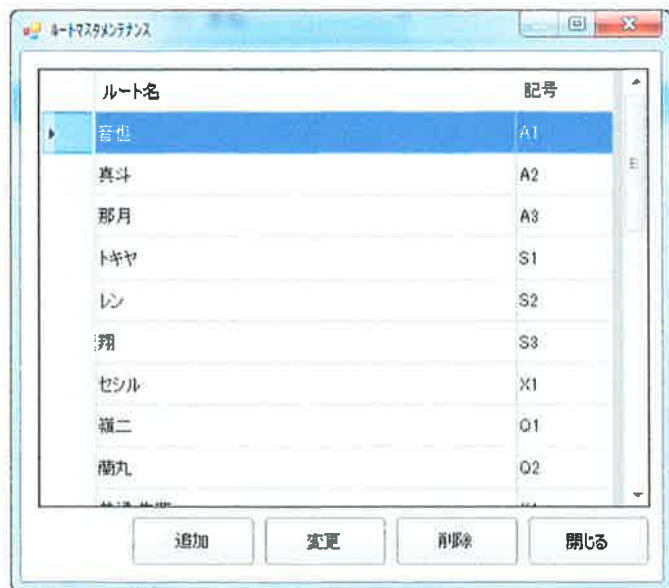 ルートマスタメンテナンス
ルート名 記号
音也 A1
真斗 A2
那月 A3
トキヤ S1
レン S2
翔 S3
セシル X1
嶺二 Q1
蘭丸 Q2
追加 変更 削除 閉じる